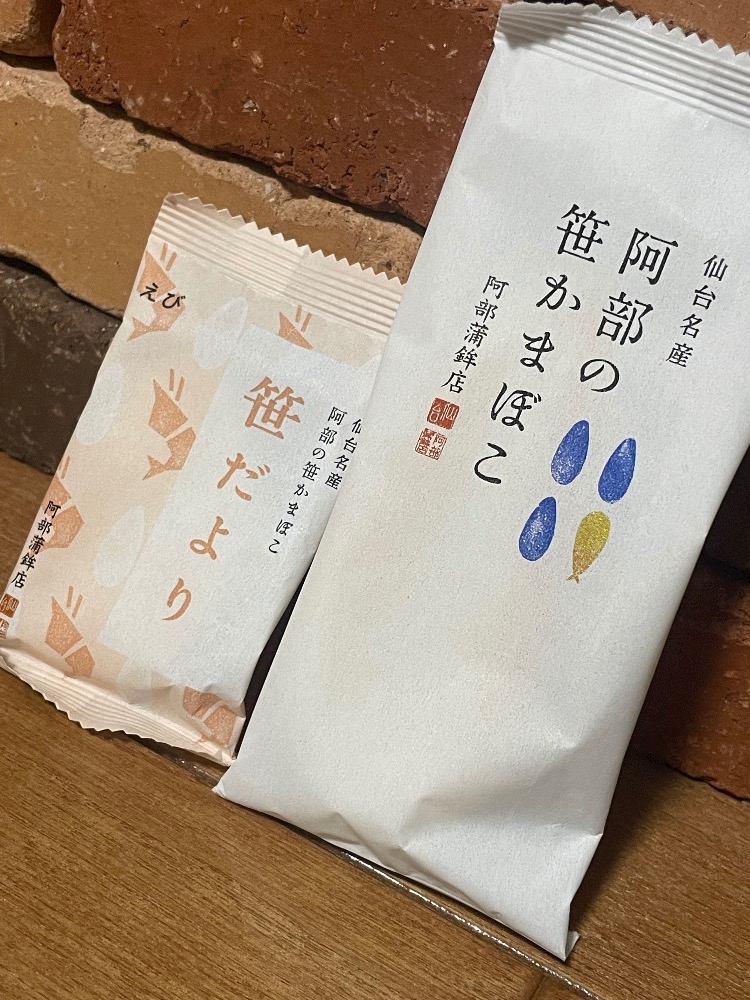 仙台名産
阿部の
笹かまぼこ
阿部蒲鉾店
仙台
えび
仙台名産
阿部の笹かまぼこ
笹だより
阿部蒲鉾店